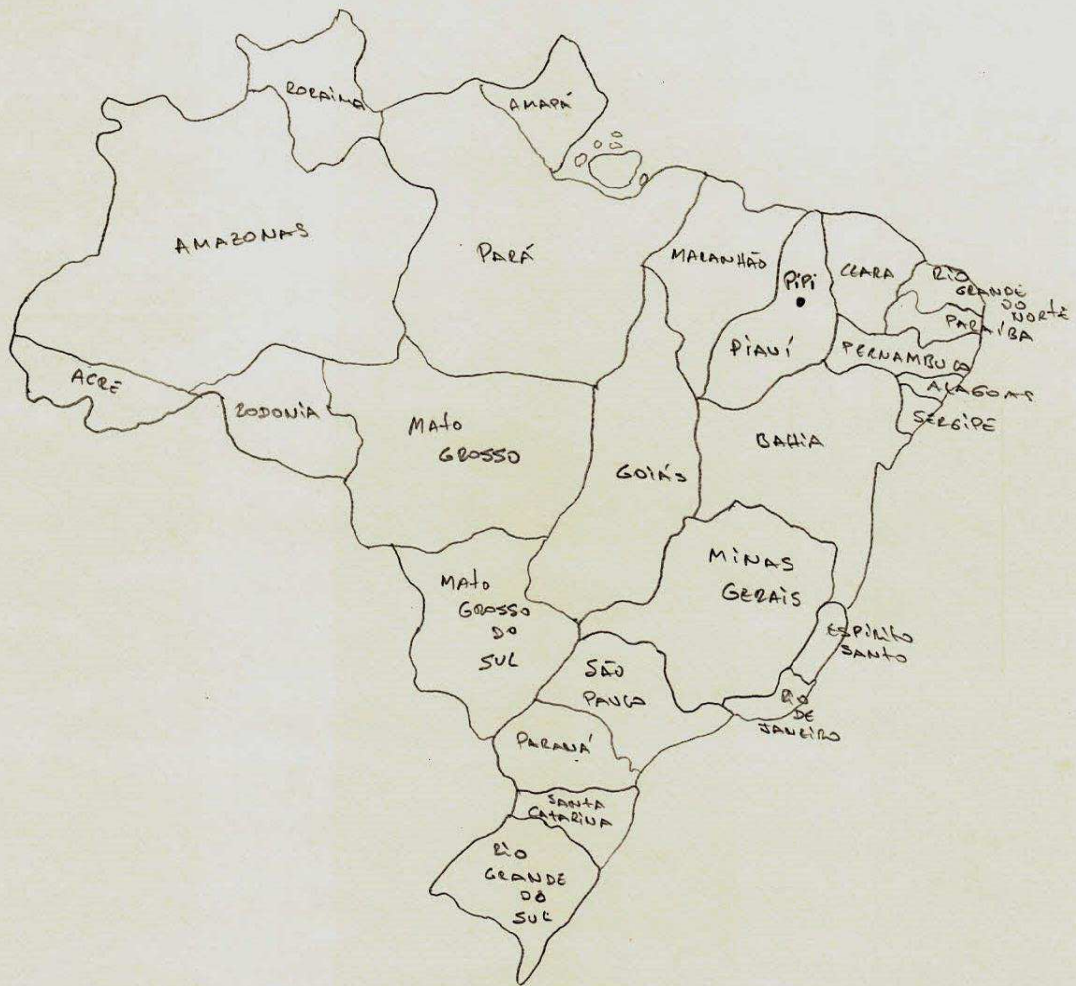 RORAIMA
AMAPÁ
AMAZONAS
PARÁ
MARANHÃO
PIPI
CEARA
RIO
GRANDE
DO
NORTE
PARAÍBA
PIAUÍ
PERNAMBUCO
ALAGOAS
SERGIPE
ACRE
RODONIA
MATO
GROSSO
GOIÁS
BAHIA
MINAS
GERAIS
MATO
GROSSO
DO
SUL
ESPÍRITO
SANTO
SÃO
PAULO
RIO
DE
JANEIRO
PARANÁ
SANTA
CATARINA
RIO
GRANDE
DO
SUL